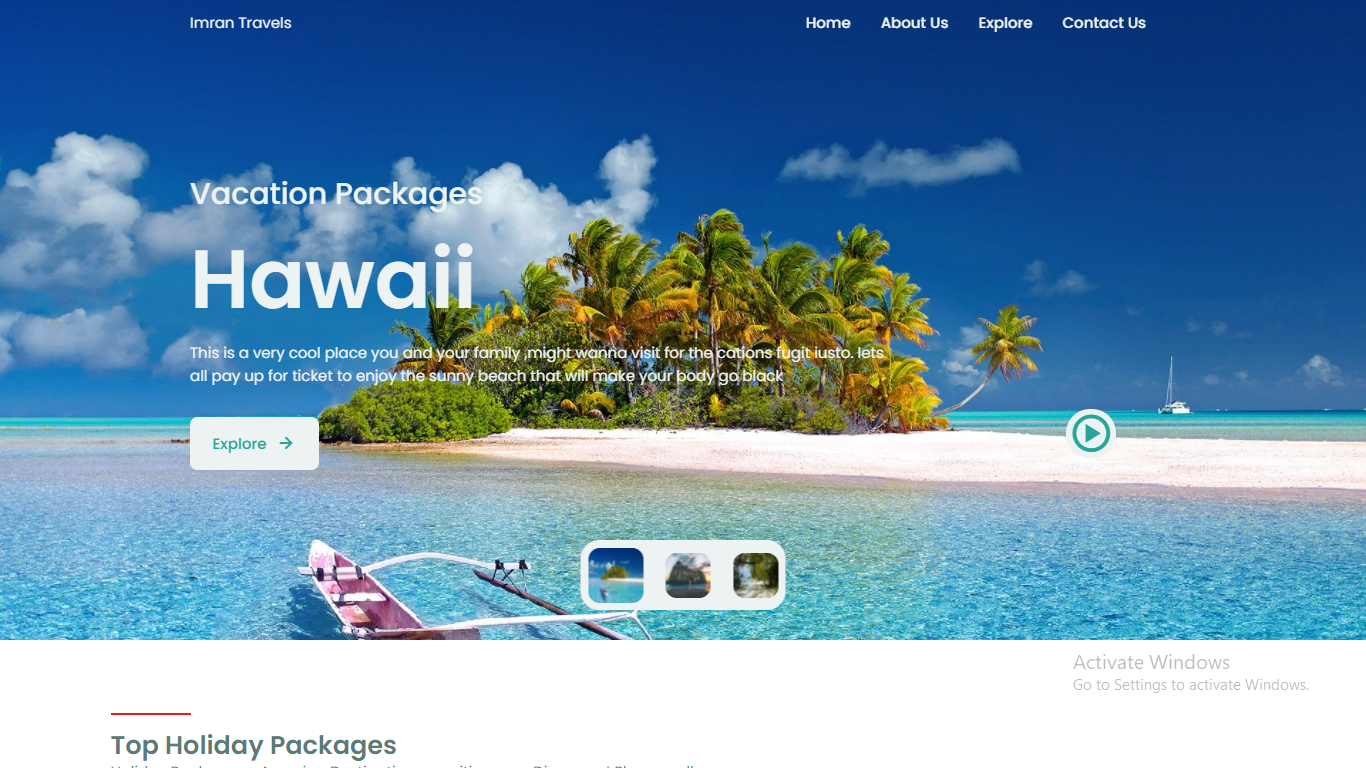 Imran Travels
Home About Us Explore Contact Us
Vacation Packages
Hawaii
This is a very cool place you and your family ,might wanna visit for the cations fugit iusto. lets
all pay up for ticket to enjoy the sunny beach that will make your body go black
Explore
Activate Windows
Go to Settings to activate Windows.
Top Holiday Packages